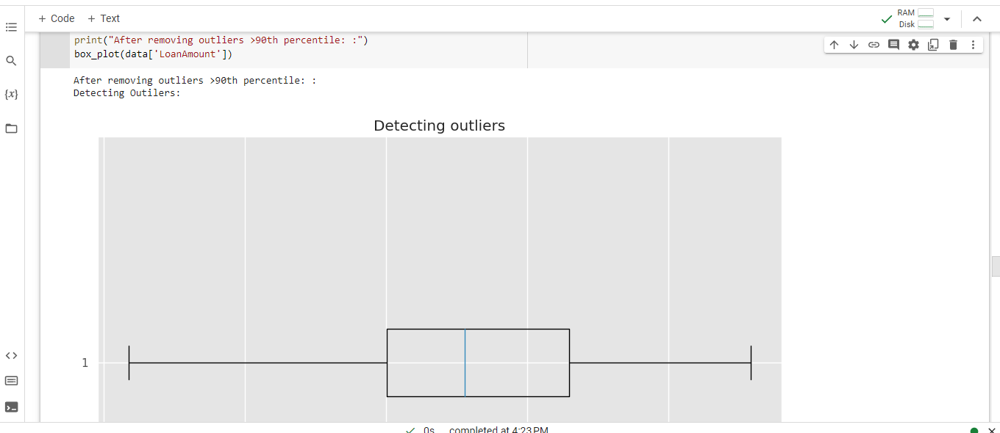 + Code + Text
RAM
Disk
print("After removing outliers >90th percentile: :")
box_plot(data['LoanAmount'])
After removing outliers >90th percentile: :
Detecting Outilers:
Detecting outliers
{x}
1
0s completed at 4:23 PM